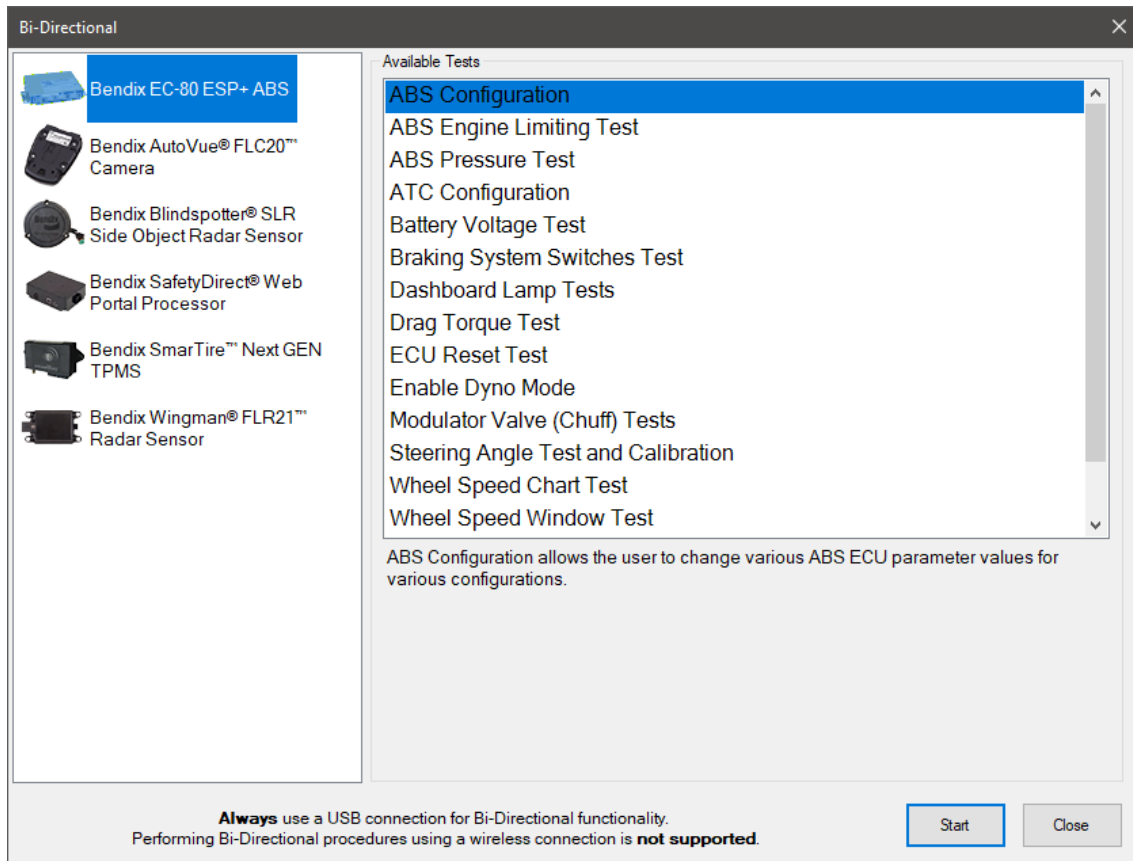 Bi-Directional
Bendix EC-80 ESP+ ABS
Bendix AutoVue® FLC20™
Camera
Bendix Blindspotter® SLR
Side Object Radar Sensor
Bendix SafetyDirect® Web
Portal Processor
Bendix SmarTire™ Next GEN
TPMS
Bendix Wingman® FLR21™
Radar Sensor
Available Tests
ABS Configuration
ABS Engine Limiting Test
ABS Pressure Test
ATC Configuration
Battery Voltage Test
Braking System Switches Test
Dashboard Lamp Tests
Drag Torque Test
ECU Reset Test
Enable Dyno Mode
Modulator Valve (Chuff) Tests
Steering Angle Test and Calibration
Wheel Speed Chart Test
Wheel Speed Window Test
ABS Configuration allows the user to change various ABS ECU parameter values for
various configurations.
Always use a USB connection for Bi-Directional functionality.
Performing Bi-Directional procedures using a wireless connection is not supported.
Start
Close